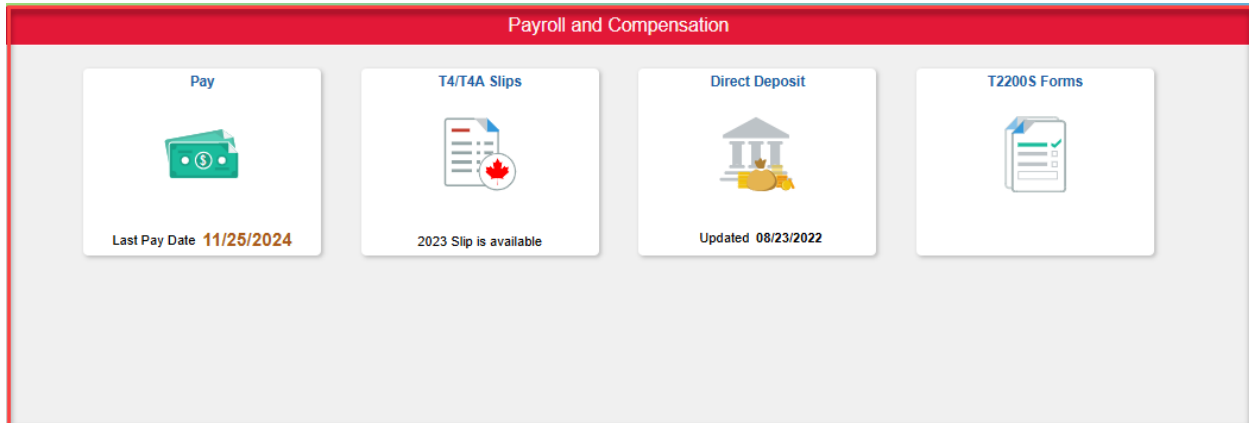 Payroll and Compensation
Pay
Last Pay Date 11/25/2024
T4/T4A Slips
2023 Slip is available
Direct Deposit
Updated 08/23/2022
T2200S Forms